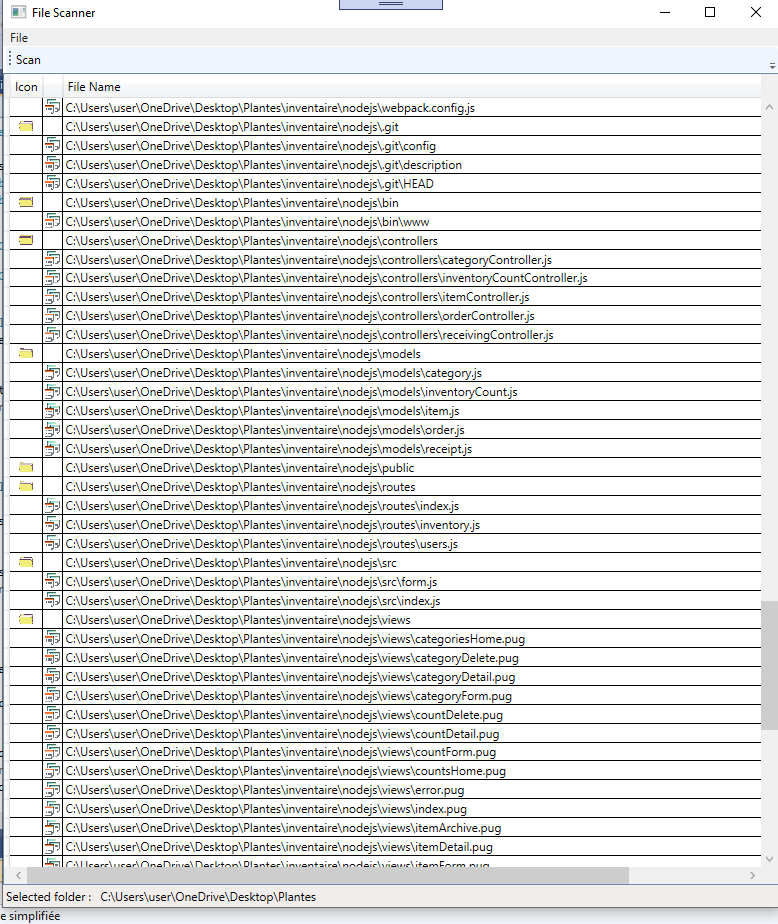 File Scanner
File
Scan
Icon File Name
C:\Users\user\OneDrive\Desktop\Plantes\inventaire\nodejs\webpack.config.js
C:\Users\user\OneDrive\Desktop\Plantes\inventaire\nodejs\.git
C:\Users\user\OneDrive\Desktop\Plantes\inventaire\nodejs\.git\config
C:\Users\user\OneDrive\Desktop\Plantes\inventaire\nodejs\.git\description
C:\Users\user\OneDrive\Desktop\Plantes\inventaire\nodejs\.git\HEAD
C:\Users\user\OneDrive\Desktop\Plantes\inventaire\nodejs\bin
C:\Users\user\OneDrive\Desktop\Plantes\inventaire\nodejs\bin\www
C:\Users\user\OneDrive\Desktop\Plantes\inventaire\nodejs\controllers
C:\Users\user\OneDrive\Desktop\Plantes\inventaire\nodejs\controllers\categoryController.js
C:\Users\user\OneDrive\Desktop\Plantes\inventaire\nodejs\controllers\inventoryCountController.js
C:\Users\user\OneDrive\Desktop\Plantes\inventaire\nodejs\controllers\itemController.js
C:\Users\user\OneDrive\Desktop\Plantes\inventaire\nodejs\controllers\orderController.js
C:\Users\user\OneDrive\Desktop\Plantes\inventaire\nodejs\controllers\receivingController.js
C:\Users\user\OneDrive\Desktop\Plantes\inventaire\nodejs\models
C:\Users\user\OneDrive\Desktop\Plantes\inventaire\nodejs\models\category.js
C:\Users\user\OneDrive\Desktop\Plantes\inventaire\nodejs\models\inventoryCount.js
C:\Users\user\OneDrive\Desktop\Plantes\inventaire\nodejs\models\item.js
C:\Users\user\OneDrive\Desktop\Plantes\inventaire\nodejs\models\order.js
C:\Users\user\OneDrive\Desktop\Plantes\inventaire\nodejs\models\receipt.js
C:\Users\user\OneDrive\Desktop\Plantes\inventaire\nodejs\public
C:\Users\user\OneDrive\Desktop\Plantes\inventaire\nodejs\routes
C:\Users\user\OneDrive\Desktop\Plantes\inventaire\nodejs\routes\index.js
C:\Users\user\OneDrive\Desktop\Plantes\inventaire\nodejs\routes\inventory.js
C:\Users\user\OneDrive\Desktop\Plantes\inventaire\nodejs\routes\users.js
C:\Users\user\OneDrive\Desktop\Plantes\inventaire\nodejs\src
C:\Users\user\OneDrive\Desktop\Plantes\inventaire\nodejs\src\form.js
C:\Users\user\OneDrive\Desktop\Plantes\inventaire\nodejs\src\index.js
C:\Users\user\OneDrive\Desktop\Plantes\inventaire\nodejs\views
C:\Users\user\OneDrive\Desktop\Plantes\inventaire\nodejs\views\categoriesHome.pug
C:\Users\user\OneDrive\Desktop\Plantes\inventaire\nodejs\views\categoryDelete.pug
C:\Users\user\OneDrive\Desktop\Plantes\inventaire\nodejs\views\categoryDetail.pug
C:\Users\user\OneDrive\Desktop\Plantes\inventaire\nodejs\views\categoryForm.pug
C:\Users\user\OneDrive\Desktop\Plantes\inventaire\nodejs\views\countDelete.pug
C:\Users\user\OneDrive\Desktop\Plantes\inventaire\nodejs\views\countDetail.pug
C:\Users\user\OneDrive\Desktop\Plantes\inventaire\nodejs\views\countForm.pug
C:\Users\user\OneDrive\Desktop\Plantes\inventaire\nodejs\views\countsHome.pug
C:\Users\user\OneDrive\Desktop\Plantes\inventaire\nodejs\views\error.pug
C:\Users\user\OneDrive\Desktop\Plantes\inventaire\nodejs\views\index.pug
C:\Users\user\OneDrive\Desktop\Plantes\inventaire\nodejs\views\itemArchive.pug
C:\Users\user\OneDrive\Desktop\Plantes\inventaire\nodejs\views\itemDetail.pug
C:\Users\user\OneDrive\Desktop\Plantes\inventaire\nodejs\views\itemForm.pug
Selected folder : C:\Users\user\OneDrive\Desktop\Plantes
e simplifiée